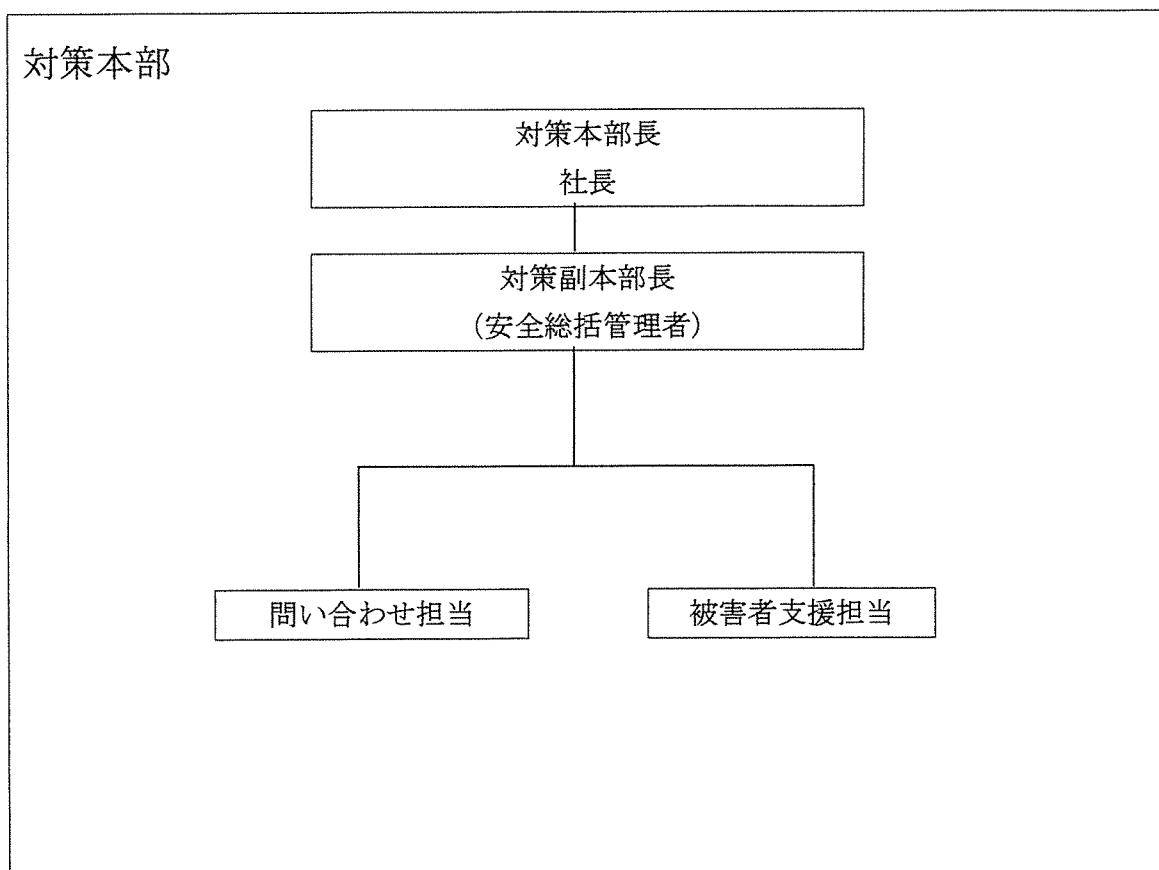 対策本部
対策本部長
社長
対策副本部長
(安全総括管理者)
問い合わせ担当
被害者支援担当